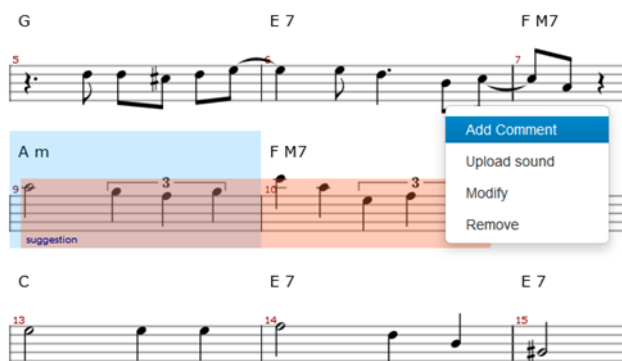 G E 7 F M7
5 6 7
Add Comment
A m F M7
Upload sound
9 3 10 3
Modify
Remove
suggestion
C E 7 E 7
13 14 15